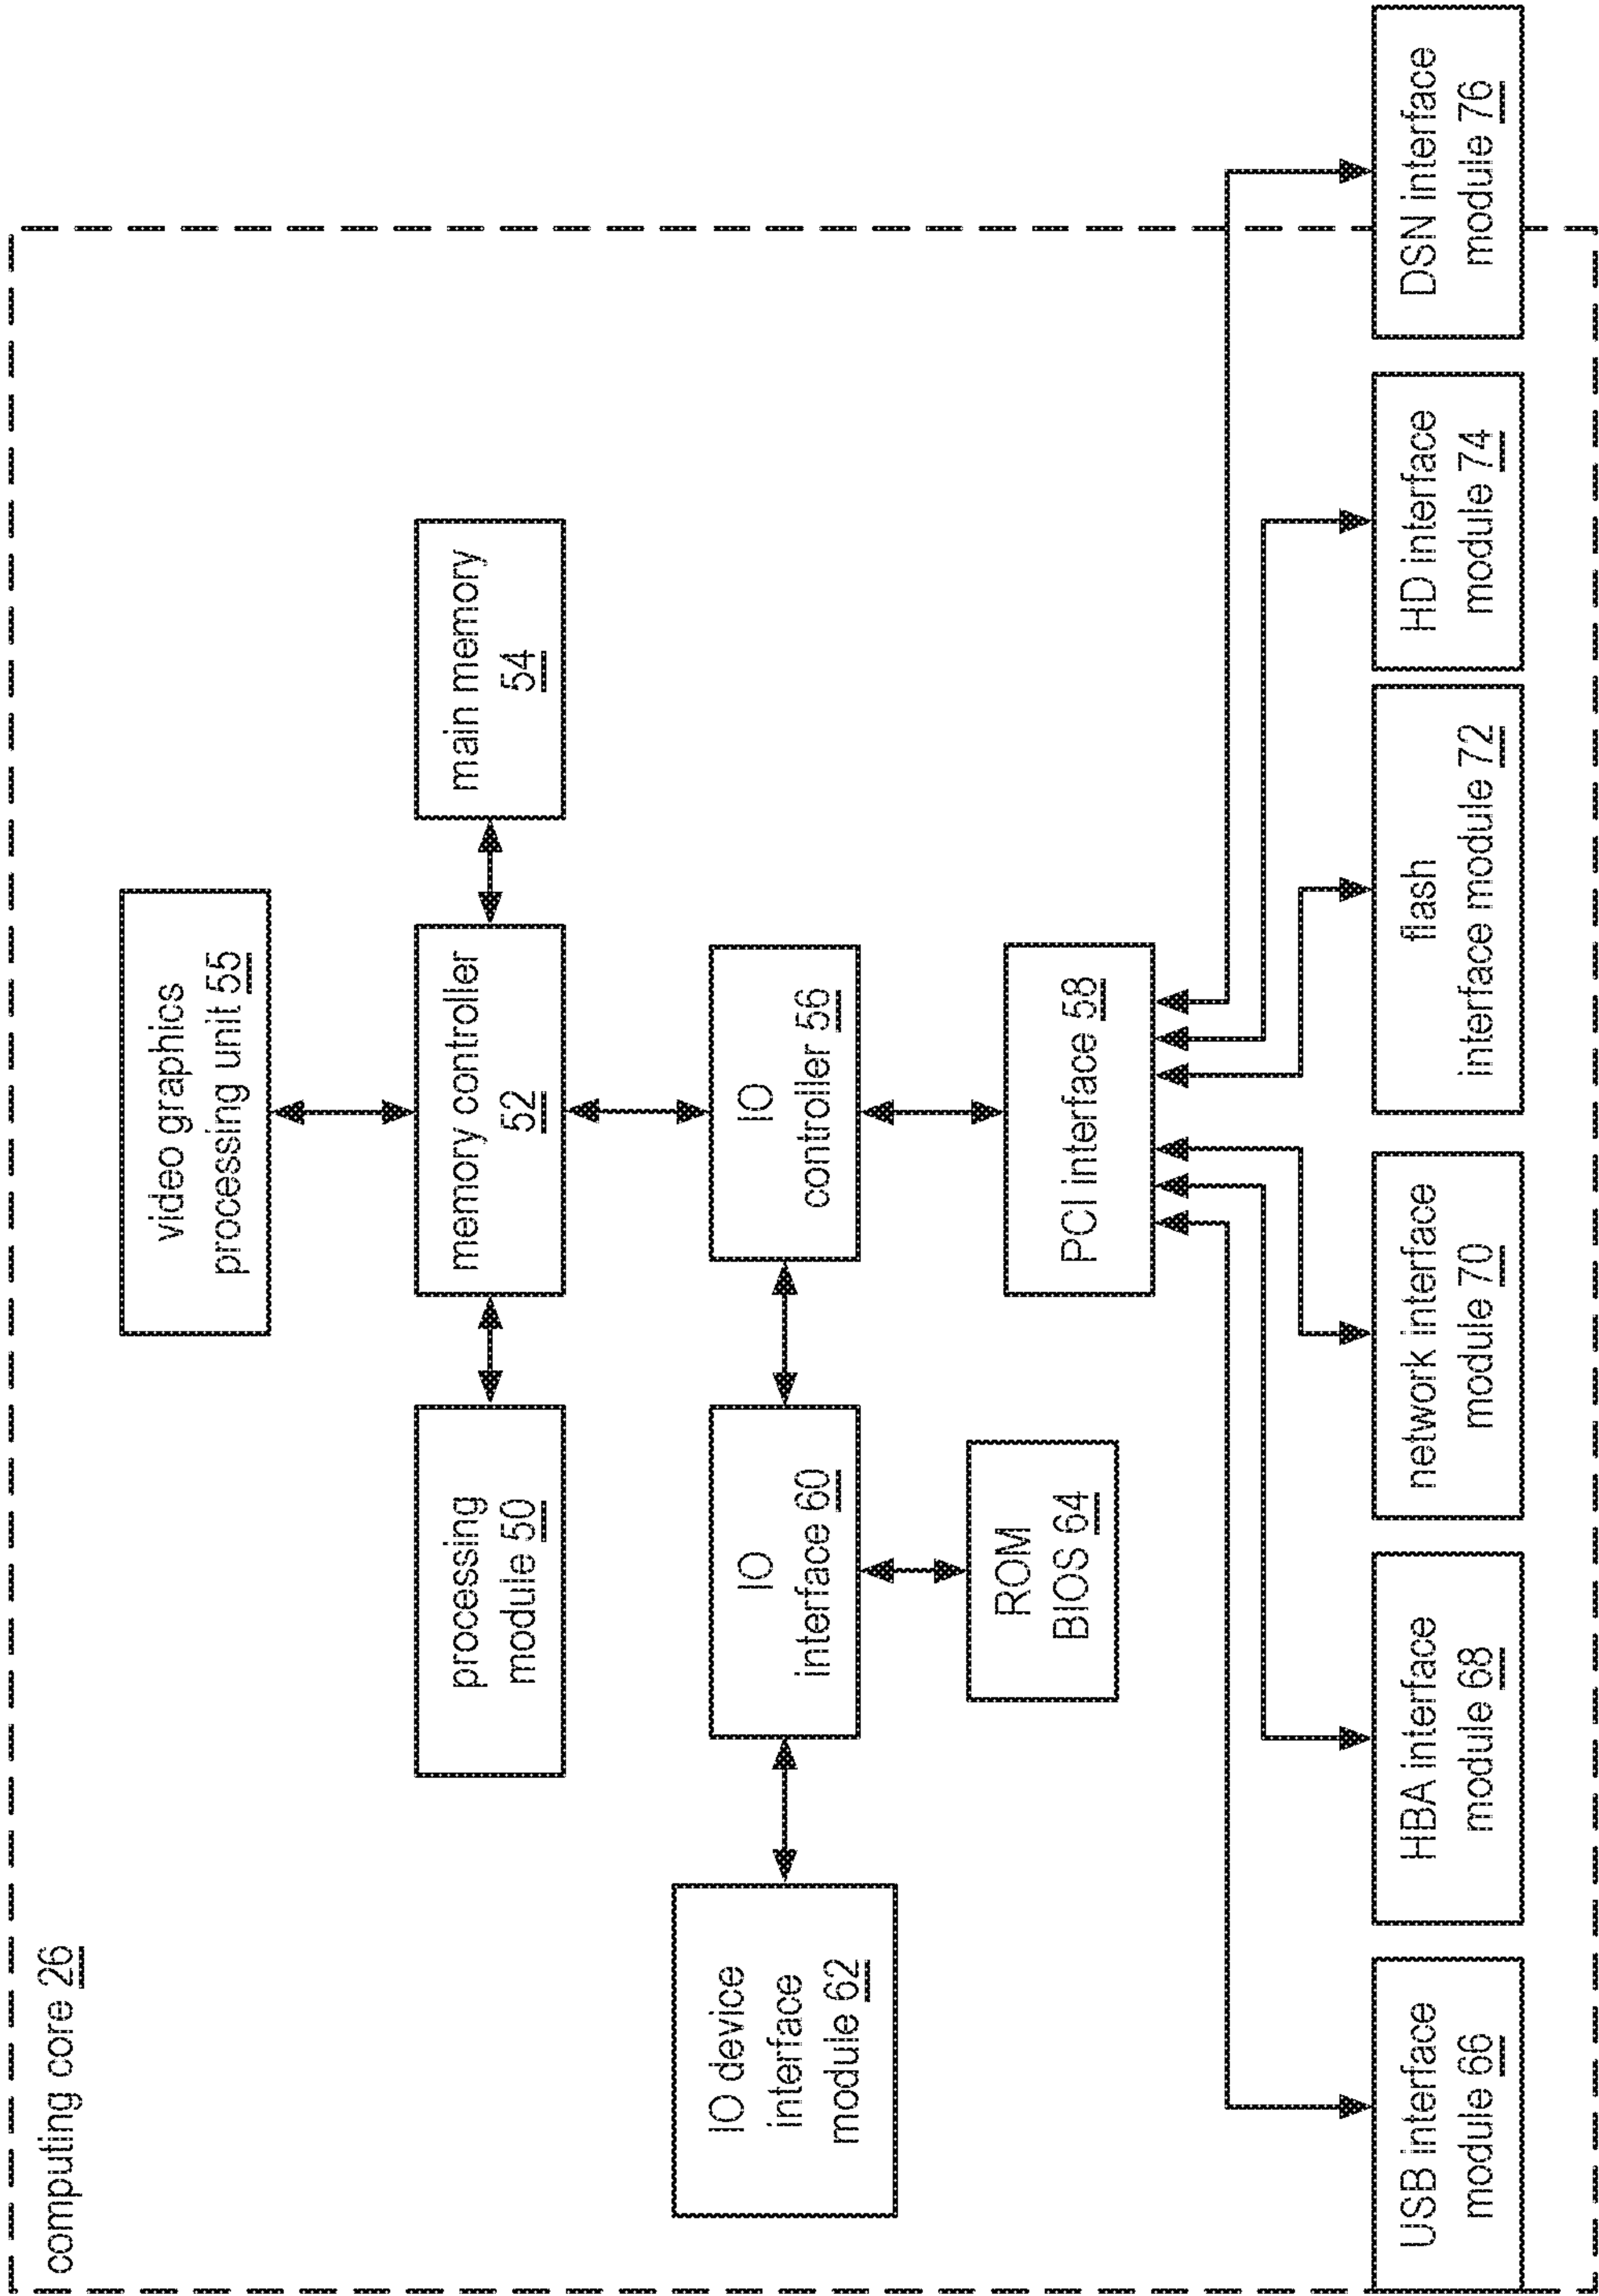 computing core 26
video graphics
processing unit 55
processing
module 50
memory controller
52
main memory
54
IO device
interface
module 62
IO
interface 60
IO
controller 56
ROM
BIOS 64
PCI interface 58
USB interface
module 66
HBA interface
module 68
network interface
module 70
flash
interface module 72
HD interface
module 74
DSN interface
module 76